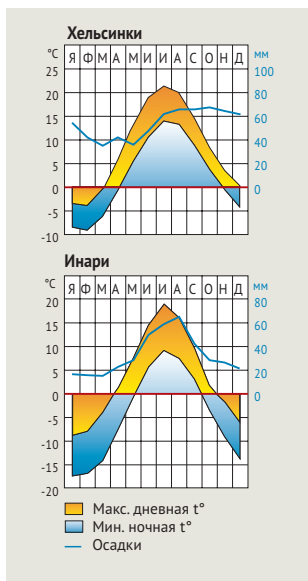 Хельсинки
°C Я Ф М А М И И А С О Н Д мм
25 100
20 80
15 60
10 40
5 20
0 0
-5
-10
Инари
°C Я Ф М А М И И А С О Н Д мм
20 80
15 60
10 40
5 20
0 0
-5
-10
-15
-20
Макс. дневная t°
Мин. ночная t°
Осадки